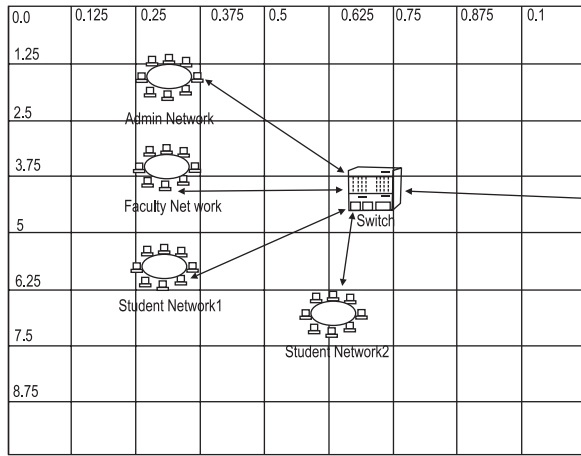 0.0 0.125 0.25 0.375 0.5 0.625 0.75 0.875 0.1
1.25
2.5
Admin Network
3.75
Faculty Net work
Switch
5
6.25
Student Network1
7.5
Student Network2
8.75